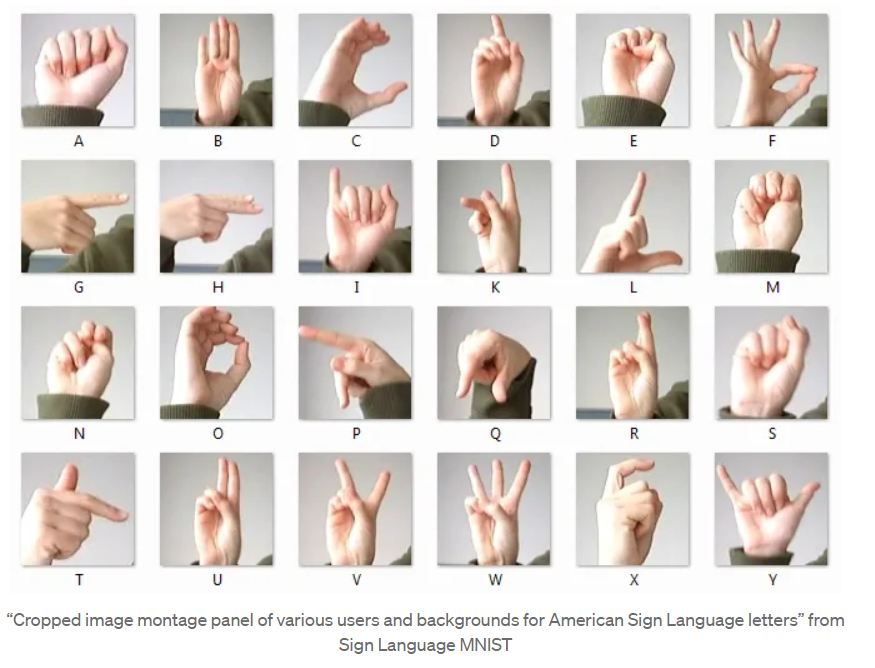 A B C D E F
G H I K L M
N O P Q R S
T U V W X Y
“Cropped image montage panel of various users and backgrounds for American Sign Language letters” from
Sign Language MNIST